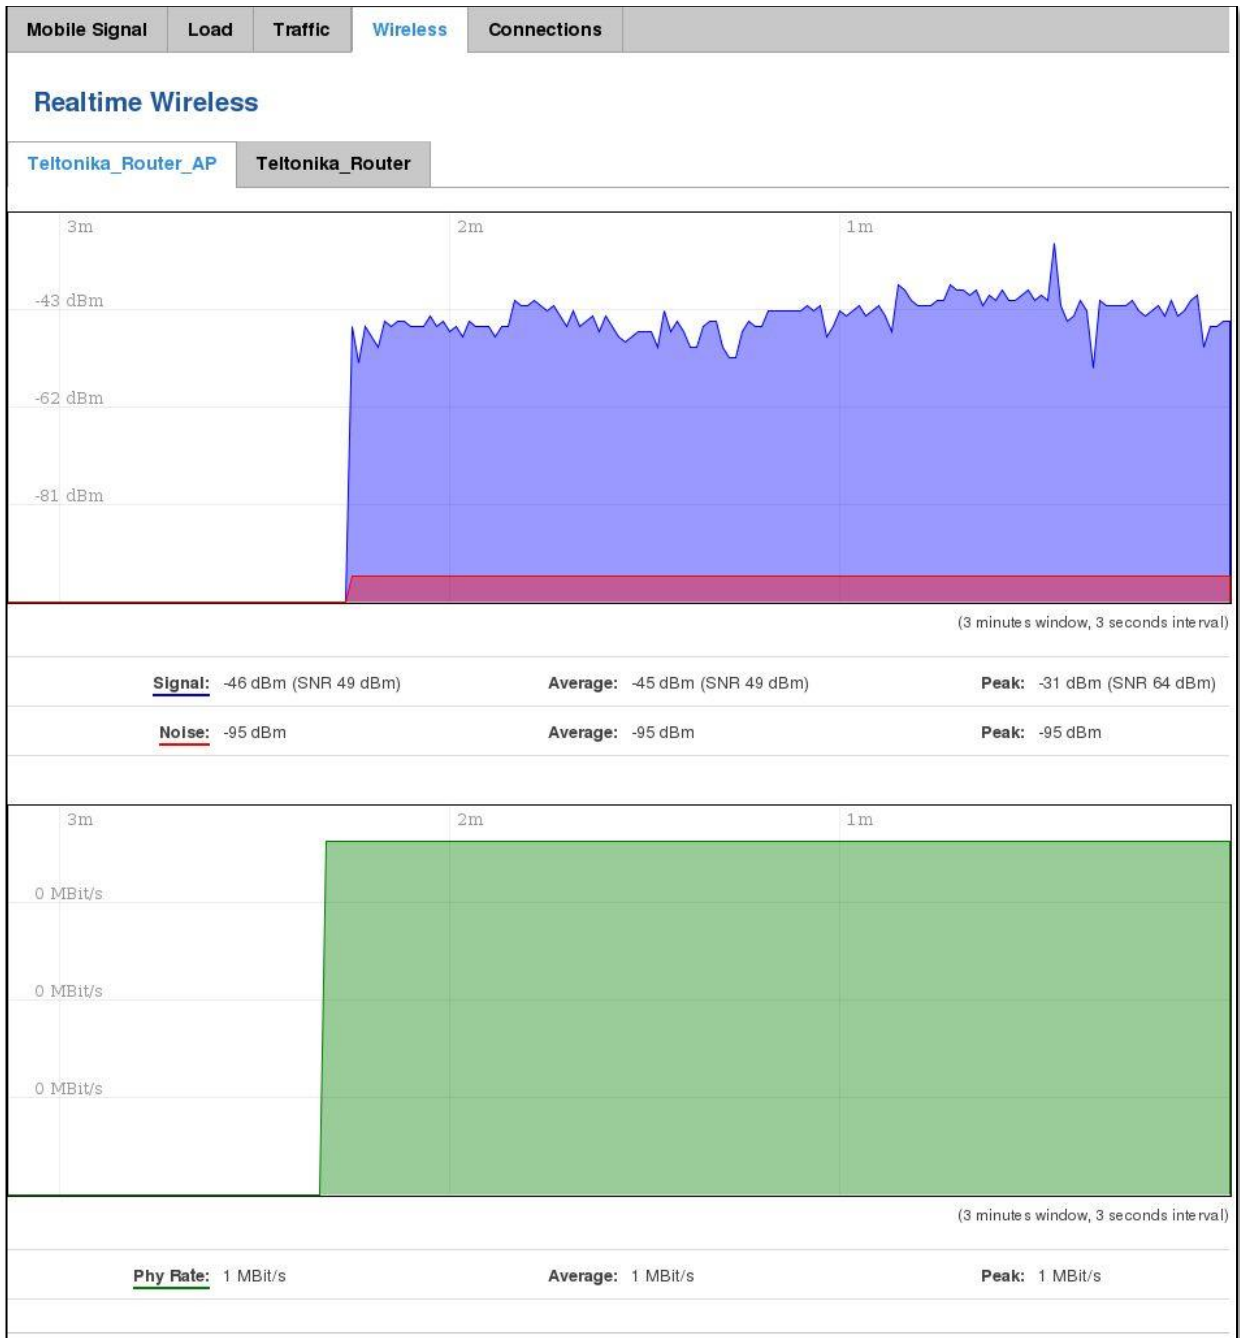 Mobile Signal Load Traffic Wireless Connections
Realtime Wireless
Teltonika_Router_AP Teltonika_Router
3m 2m 1m
-43 dBm
-62 dBm
-81 dBm
(3 minutes window, 3 seconds interval)
Signal: -46 dBm (SNR 49 dBm) Average: -45 dBm (SNR 49 dBm) Peak: -31 dBm (SNR 64 dBm)
Noise: -95 dBm Average: -95 dBm Peak: -95 dBm
3m 2m 1m
0 MBit/s
0 MBit/s
0 MBit/s
(3 minutes window, 3 seconds interval)
Phy Rate: 1 MBit/s Average: 1 MBit/s Peak: 1 MBit/s